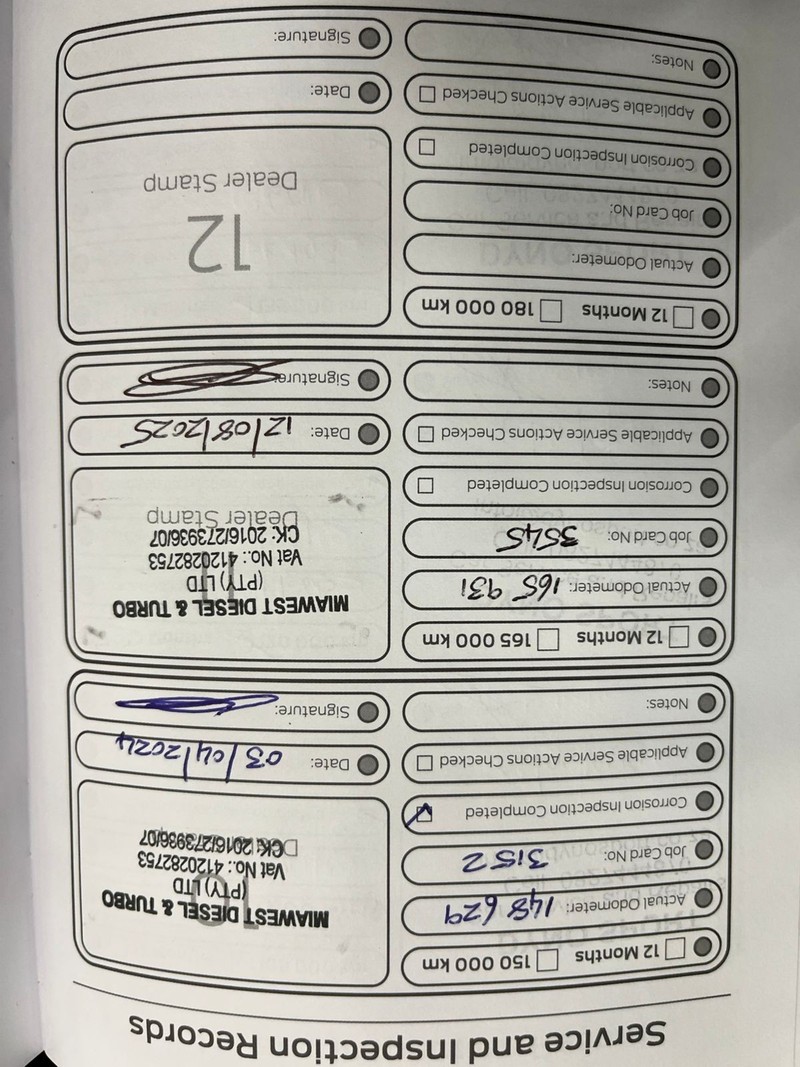 Service and Inspection Records
12 Months 150 000 km
Actual Odometer: 148 629
Job Card No: 3152
Corrosion Inspection Completed
Applicable Service Actions Checked
Notes:
10
MIAWEST DIESEL & TURBO
(PTY) LTD
Vat No.: 4120282753
CK: 2016/273936/07
Date: 03/04/2024
Signature:
12 Months 165 000 km
Actual Odometer: 165 931
Job Card No: 3545
Corrosion Inspection Completed
Applicable Service Actions Checked
Notes:
11
MIAWEST DIESEL & TURBO
(PTY) LTD
Vat No.: 4120282753
CK: 2016/273936/07
Dealer Stamp
Date: 12/08/2025
Signature:
12 Months 180 000 km
Actual Odometer:
Job Card No:
Corrosion Inspection Completed
Applicable Service Actions Checked
Notes:
12
Dealer Stamp
Date:
Signature: